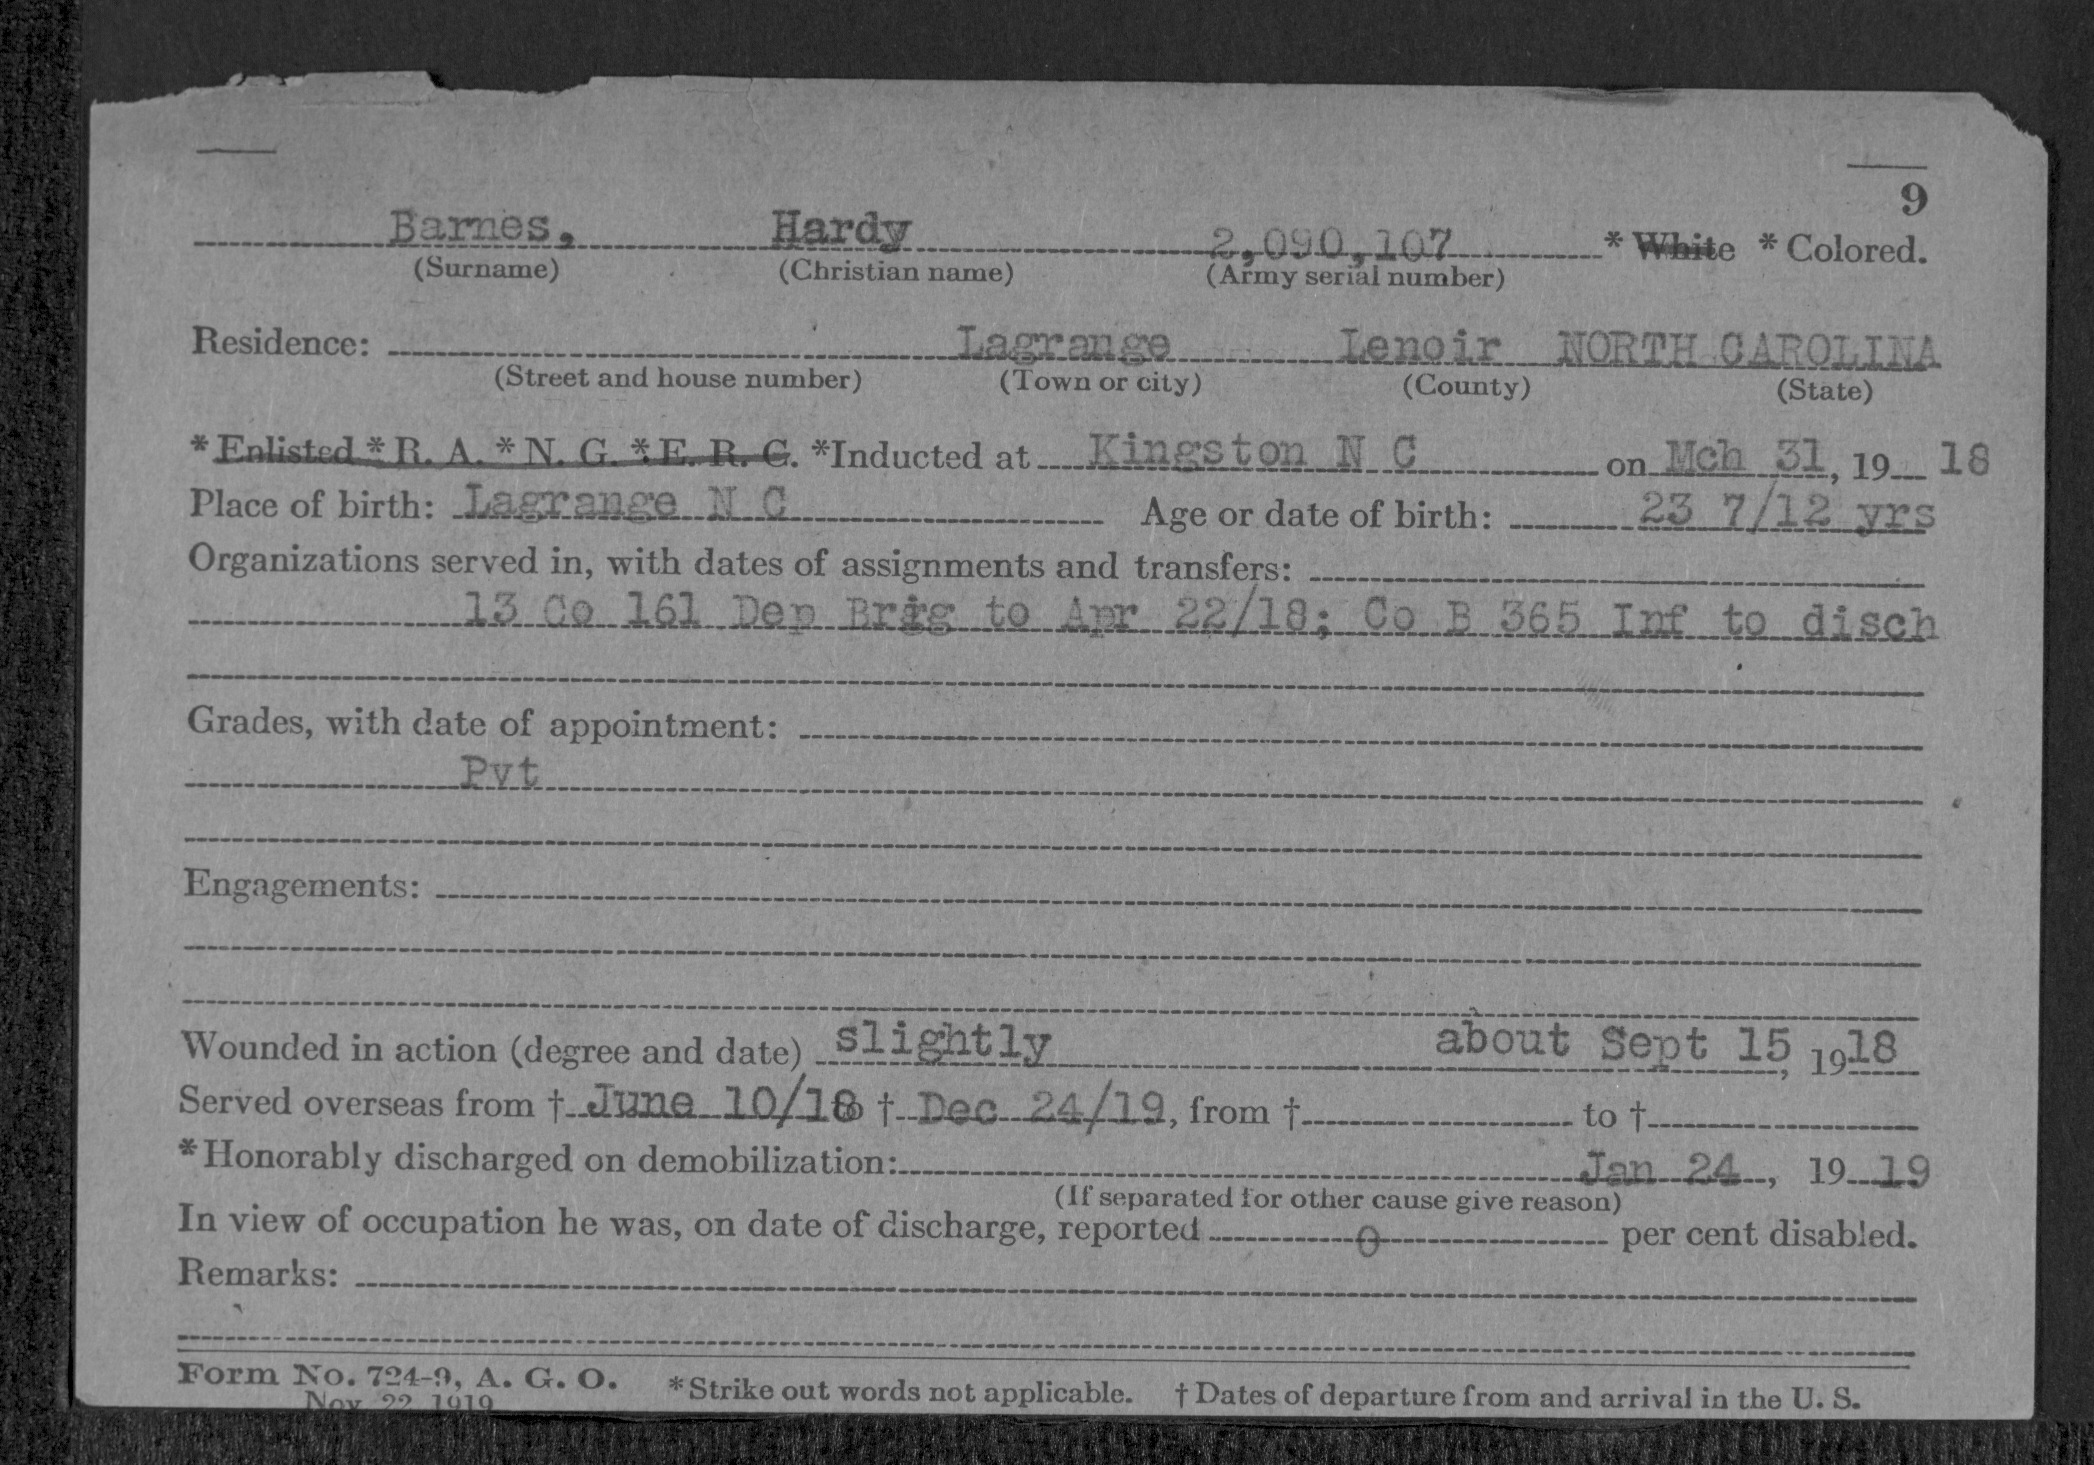 9
Barnes, Hardy 2,090,107 * White * Colored.
(Surname) (Christian name) (Army serial number)
Residence: Lagrange Lenoir NORTH CAROLINA
(Street and house number) (Town or city) (County) (State)
* Enlisted * R. A. * N. G. * E. R. C. *Inducted at Kingston N C on Mch 31, 19 18
Place of birth: Lagrange N C Age or date of birth: 23 7/12 yrs
Organizations served in, with dates of assignments and transfers:
13 Co 161 Dep Brig to Apr 22/18; Co B 365 Inf to disch
Grades, with date of appointment:
Pvt
Engagements:
Wounded in action (degree and date) slightly about Sept 15, 1918
Served overseas from † June 10/18 to † Dec 24/19, from † to †
* Honorably discharged on demobilization: Jan 24, 19 19
(If separated for other cause give reason)
In view of occupation he was, on date of discharge, reported 0 per cent disabled.
Remarks:
Form No. 724-9, A. G. O. * Strike out words not applicable. † Dates of departure from and arrival in the U. S.
Nov. 22, 1919